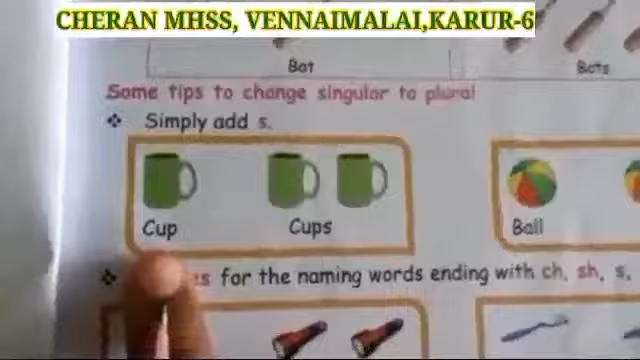 CHERAN MHSS, VENNAIMALAI,KARUR-6
Bat Bats
Some tips to change singular to plural
❖ Simply add s.
Cup Cups Ball
❖ es for the naming words ending with ch, sh, s,